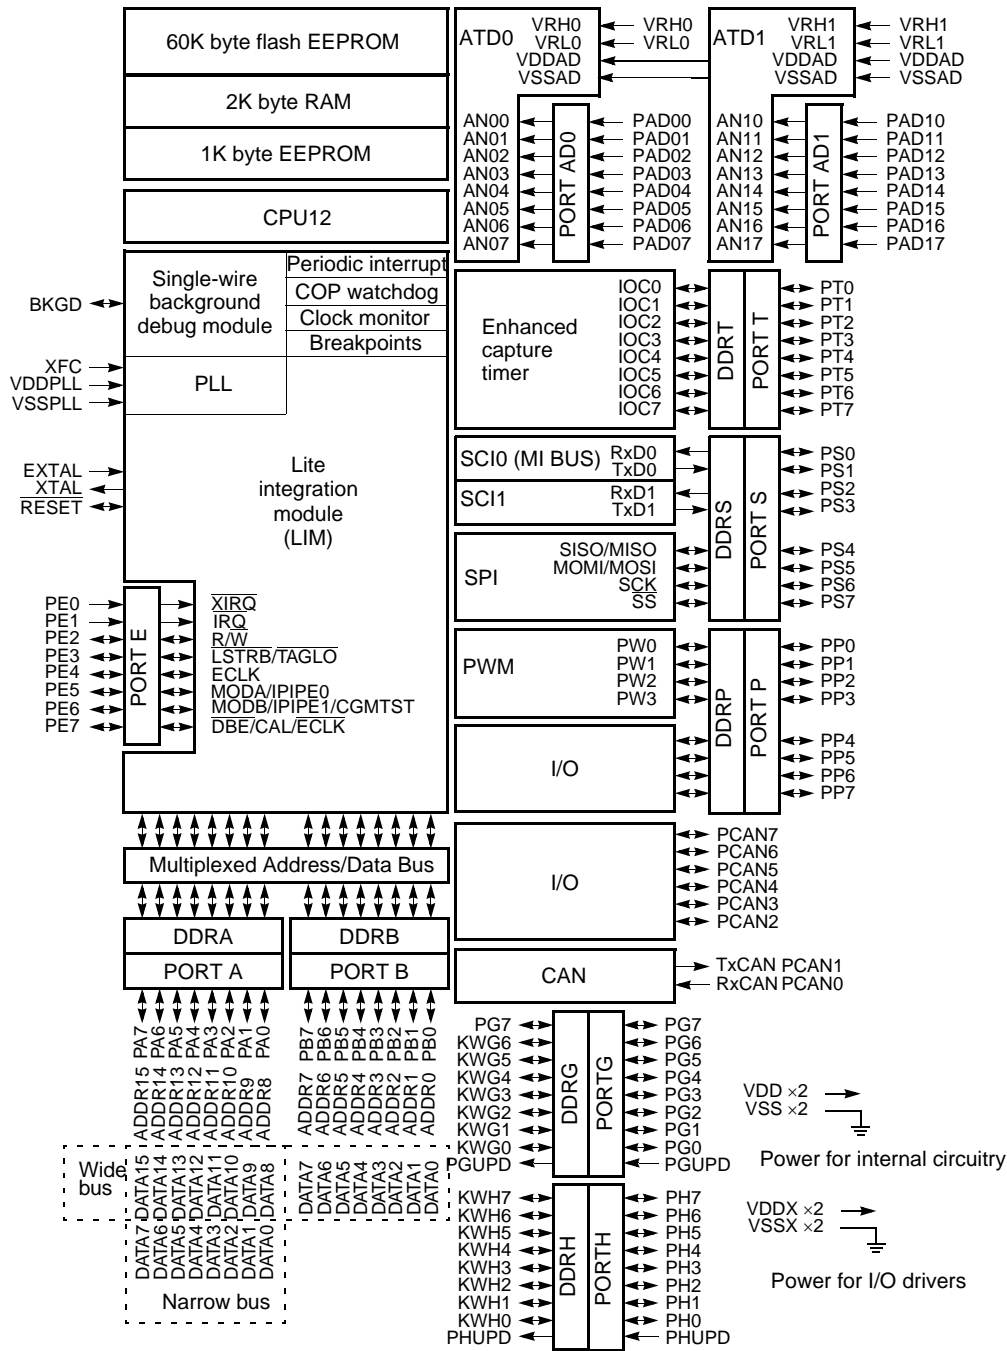 60K byte flash EEPROM
2K byte RAM
1K byte EEPROM
CPU12
Single-wire
background
debug module
Periodic interrupt
COP watchdog
Clock monitor
Breakpoints
BKGD
XFC
VDDPLL
VSSPLL
PLL
EXTAL
XTAL
RESET
Lite
integration
module
(LIM)
PE0
PE1
PE2
PE3
PE4
PE5
PE6
PE7
PORT E
XIRQ
IRQ
R/W
LSTRB/TAGLO
ECLK
MODA/IPIPE0
MODB/IPIPE1/CGMTST
DBE/CAL/ECLK
Multiplexed Address/Data Bus
DDRA
PORT A
DDRB
PORT B
PA7
PA6
PA5
PA4
PA3
PA2
PA1
PA0
PB7
PB6
PB5
PB4
PB3
PB2
PB1
PB0
ADDR15
ADDR14
ADDR13
ADDR12
ADDR11
ADDR10
ADDR9
ADDR8
ADDR7
ADDR6
ADDR5
ADDR4
ADDR3
ADDR2
ADDR1
ADDR0
Wide
bus
DATA15
DATA14
DATA13
DATA12
DATA11
DATA10
DATA9
DATA8
DATA7
DATA6
DATA5
DATA4
DATA3
DATA2
DATA1
DATA0
DATA7
DATA6
DATA5
DATA4
DATA3
DATA2
DATA1
DATA0
Narrow bus
ATD0
VRH0
VRL0
VDDAD
VSSAD
VRH0
VRL0
AN00
AN01
AN02
AN03
AN04
AN05
AN06
AN07
PORT AD0
PAD00
PAD01
PAD02
PAD03
PAD04
PAD05
PAD06
PAD07
ATD1
VRH1
VRL1
VDDAD
VSSAD
VRH1
VRL1
VDDAD
VSSAD
AN10
AN11
AN12
AN13
AN14
AN15
AN16
AN17
PORT AD1
PAD10
PAD11
PAD12
PAD13
PAD14
PAD15
PAD16
PAD17
Enhanced
capture
timer
IOC0
IOC1
IOC2
IOC3
IOC4
IOC5
IOC6
IOC7
DDRT
PORT T
PT0
PT1
PT2
PT3
PT4
PT5
PT6
PT7
SCI0 (MI BUS)
RxD0
TxD0
SCI1
RxD1
TxD1
SPI
SISO/MISO
MOMI/MOSI
SCK
SS
DDRS
PORT S
PS0
PS1
PS2
PS3
PS4
PS5
PS6
PS7
PWM
PW0
PW1
PW2
PW3
I/O
DDRP
PORT P
PP0
PP1
PP2
PP3
PP4
PP5
PP6
PP7
I/O
PCAN7
PCAN6
PCAN5
PCAN4
PCAN3
PCAN2
CAN
TxCAN PCAN1
RxCAN PCAN0
PG7
KWG6
KWG5
KWG4
KWG3
KWG2
KWG1
KWG0
PGUPD
DDRG
PORTG
PG7
PG6
PG5
PG4
PG3
PG2
PG1
PG0
PGUPD
KWH7
KWH6
KWH5
KWH4
KWH3
KWH2
KWH1
KWH0
PHUPD
DDRH
PORTH
PH7
PH6
PH5
PH4
PH3
PH2
PH1
PH0
PHUPD
VDD ×2
VSS ×2
Power for internal circuitry
VDDX ×2
VSSX ×2
Power for I/O drivers